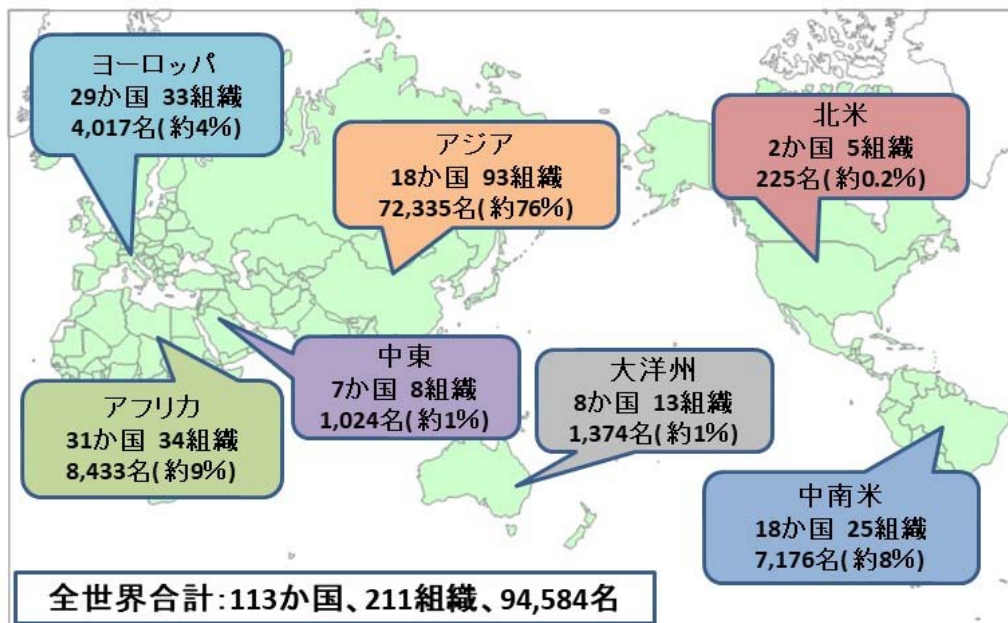 ヨーロッパ
29か国 33組織
4,017名(約4%)
アジア
18か国 93組織
72,335名(約76%)
北米
2か国 5組織
225名(約0.2%)
中東
7か国 8組織
1,024名(約1%)
大洋州
8か国 13組織
1,374名(約1%)
アフリカ
31か国 34組織
8,433名(約9%)
中南米
18か国 25組織
7,176名(約8%)
全世界合計:113か国、211組織、94,584名